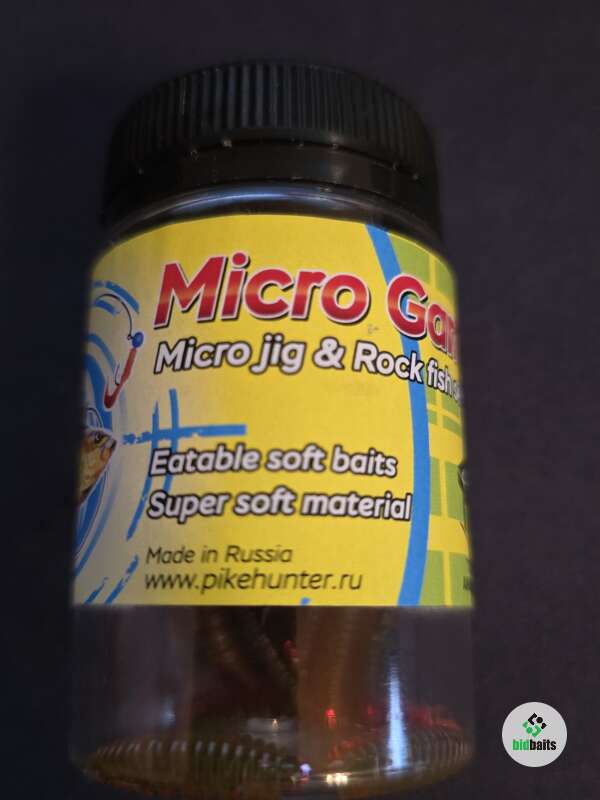 Micro
Micro jig & Rock fish
Eatable soft baits
Super soft material
Made in Russia
www.pikehunter.ru
bidbaits